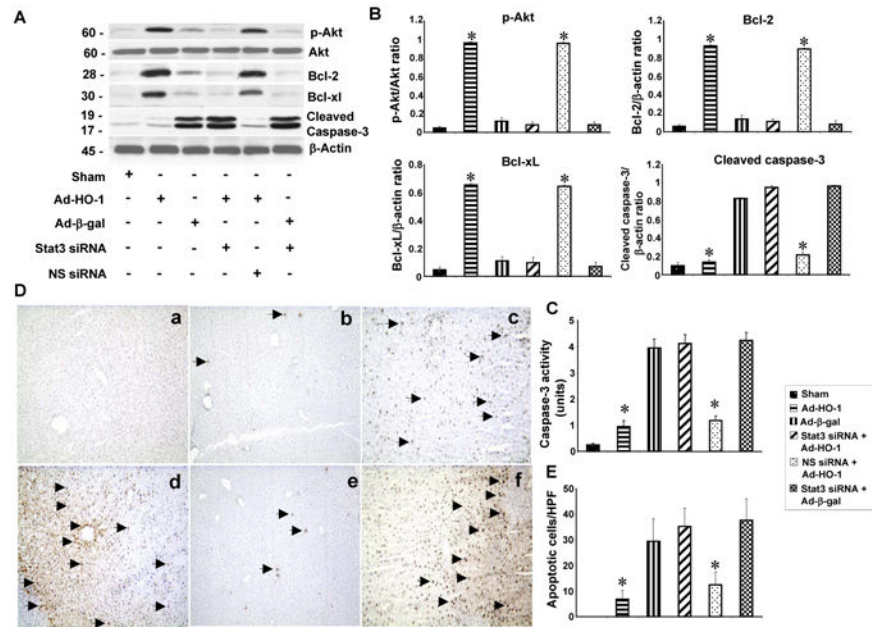 A
60 - p-Akt
60 - Akt
28 - Bcl-2
30 - Bcl-xl
19 - Cleaved
17 - Caspase-3
45 - β-Actin
Sham + - - - - -
Ad-HO-1 - + - + + -
Ad-β-gal - - + - - +
Stat3 siRNA - - - + - +
NS siRNA - - - - + -
B
p-Akt
p-Akt/Akt ratio
1.2
1
0.8
0.6
0.4
0.2
0
* *
Bcl-2
Bcl-2/β-actin ratio
1
0.8
0.6
0.4
0.2
0
* *
Bcl-xL
Bcl-xL/β-actin ratio
0.8
0.6
0.4
0.2
0
* *
Cleaved caspase-3
Cleaved caspase-3/
β-actin ratio
1.2
1
0.8
0.6
0.4
0.2
0
* *
D
a
b
c
d
e
f
C
Caspase-3 activity
(units)
5
4
3
2
1
0
* *
E
Apoptotic cells/HPF
50
40
30
20
10
0
* *
Sham
Ad-HO-1
Ad-β-gal
Stat3 siRNA +
Ad-HO-1
NS siRNA +
Ad-HO-1
Stat3 siRNA +
Ad-β-gal